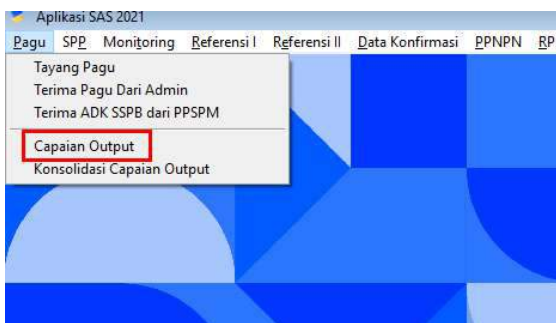 Aplikasi SAS 2021
Pagu SPP Monitoring Referensi I Referensi II Data Konfirmasi PPNPN RP
Tayang Pagu
Terima Pagu Dari Admin
Terima ADK SSPB dari PPSPM
Capaian Output
Konsolidasi Capaian Output